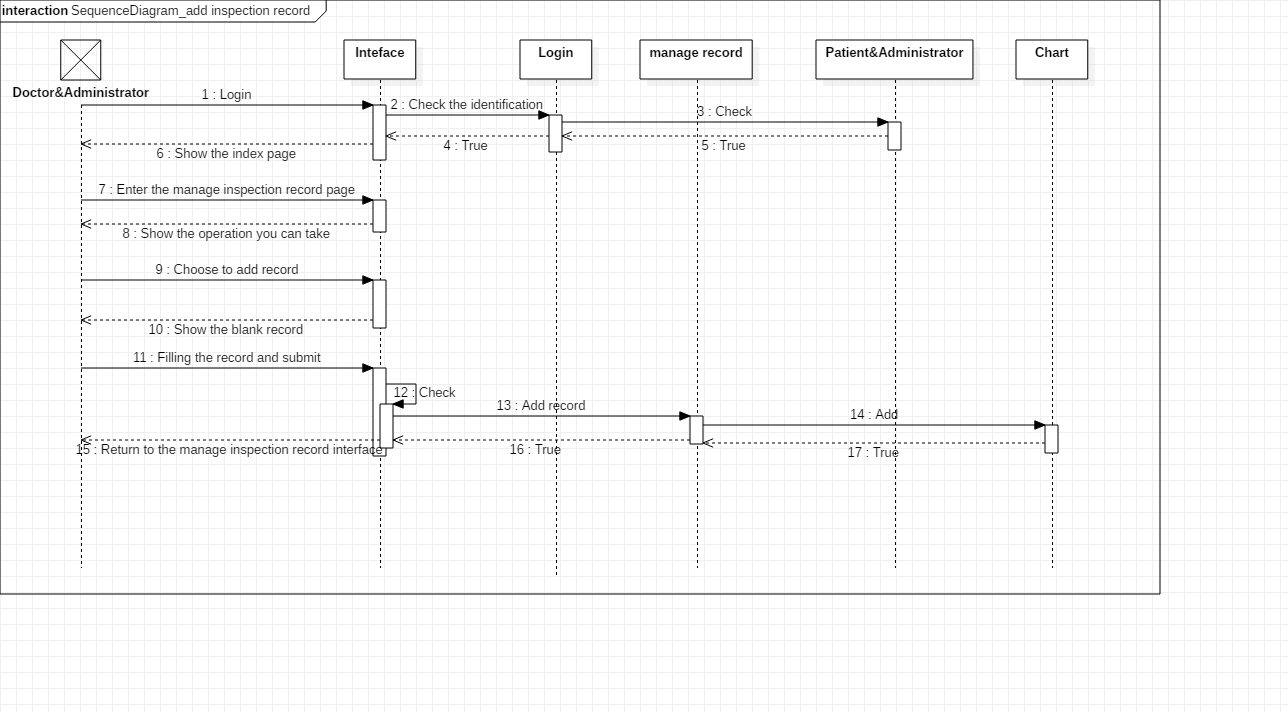 interaction SequenceDiagram_add inspection record
Inteface
Login
manage record
Patient&Administrator
Chart
Doctor&Administrator
1 : Login
2 : Check the identification
3 : Check
4 : True
5 : True
6 : Show the index page
7 : Enter the manage inspection record page
8 : Show the operation you can take
9 : Choose to add record
10 : Show the blank record
11 : Filling the record and submit
12 : Check
13 : Add record
14 : Add
15 : Return to the manage inspection record interface
16 : True
17 : True